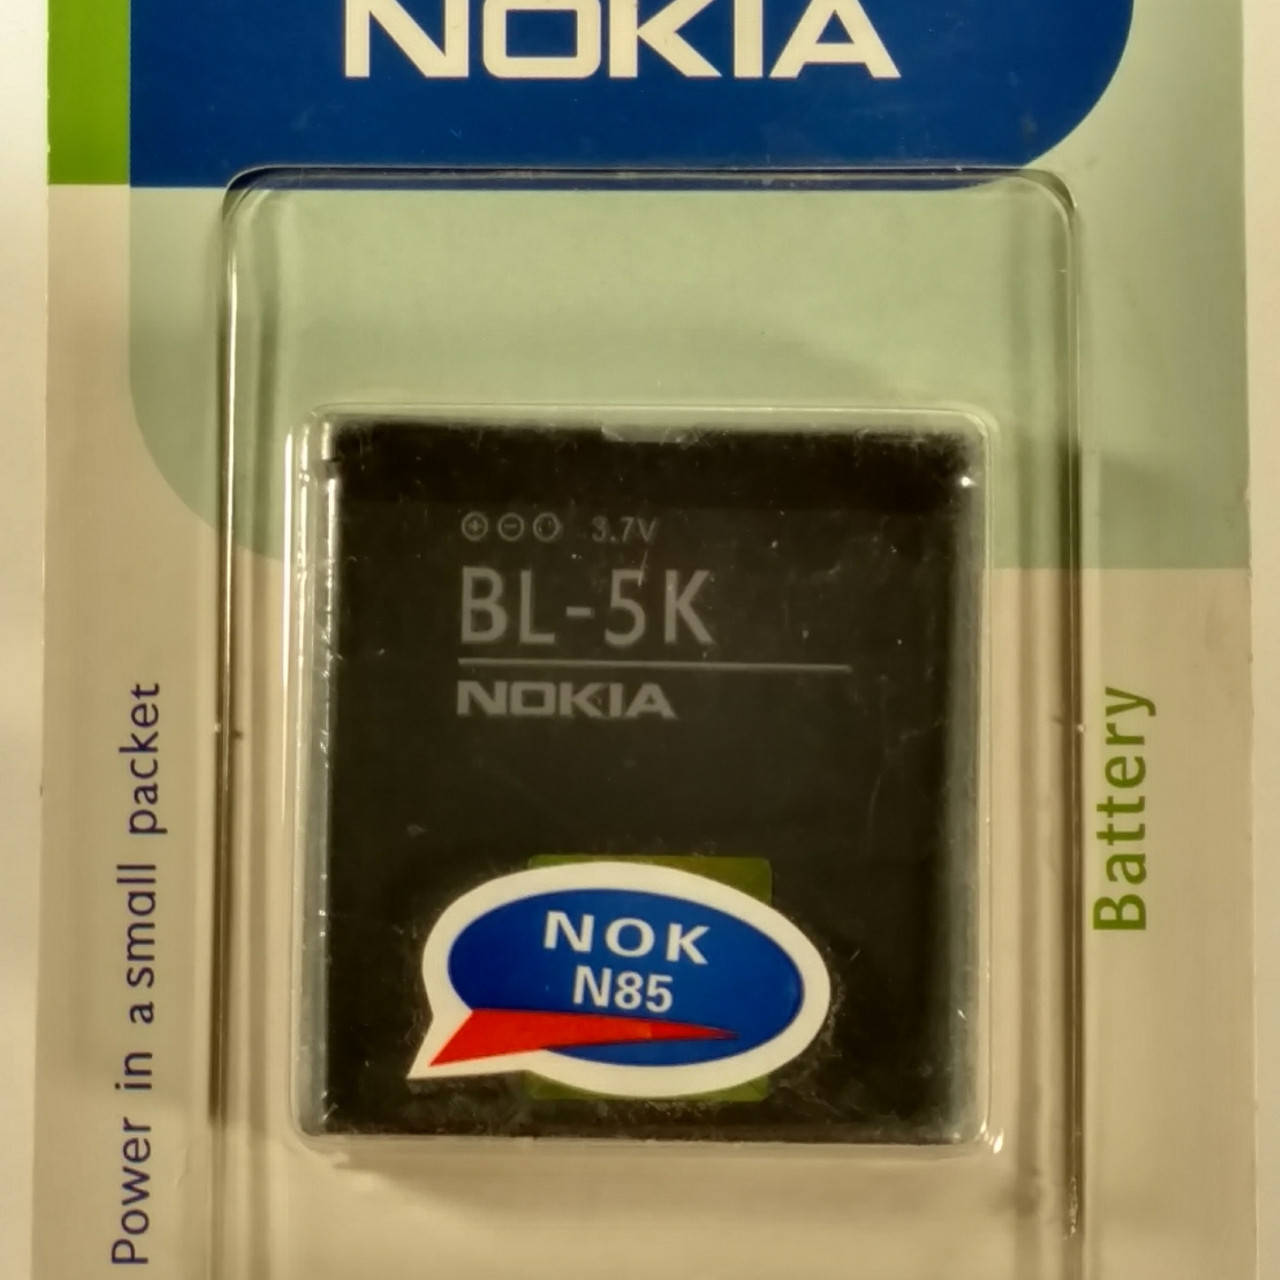 NOKIA
3.7V
BL-5K
NOKIA
NOK
N85
Power in a small packet
Battery